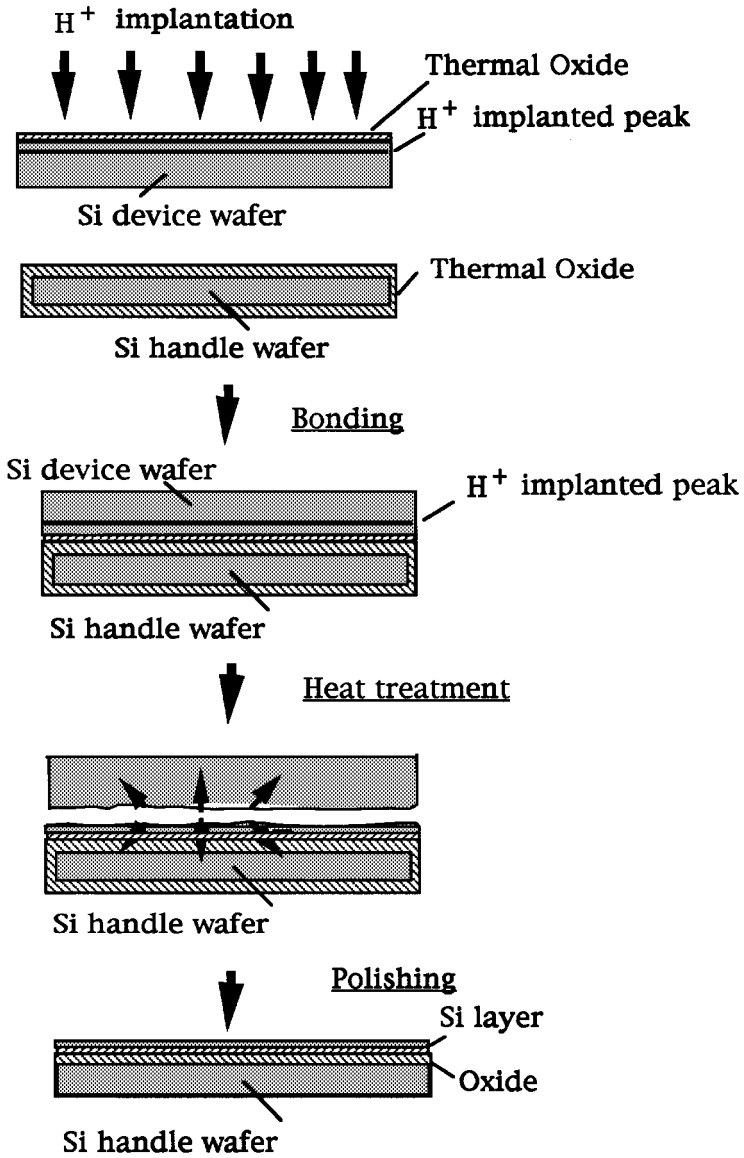 H+ implantation
Thermal Oxide
H+ implanted peak
Si device wafer
Thermal Oxide
Si handle wafer
Bonding
Si device wafer
H+ implanted peak
Si handle wafer
Heat treatment
Si handle wafer
Polishing
Si layer
Oxide
Si handle wafer